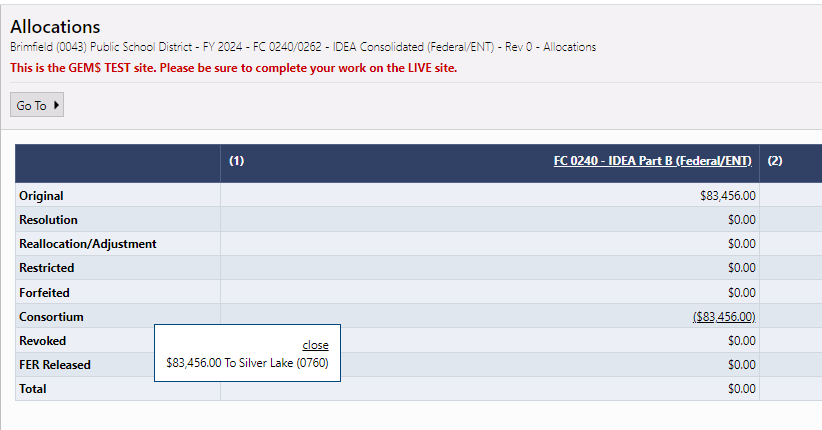 Allocations
Brimfield (0043) Public School District - FY 2024 - FC 0240/0262 - IDEA Consolidated (Federal/ENT) - Rev 0 - Allocations
This is the GEM$ TEST site. Please be sure to complete your work on the LIVE site.
Go To
(1) FC 0240 - IDEA Part B (Federal/ENT) (2)
Original $83,456.00
Resolution $0.00
Reallocation/Adjustment $0.00
Restricted $0.00
Forfeited $0.00
Consortium ($83,456.00)
Revoked $0.00
close
$83,456.00 To Silver Lake (0760)
FER Released $0.00
Total $0.00